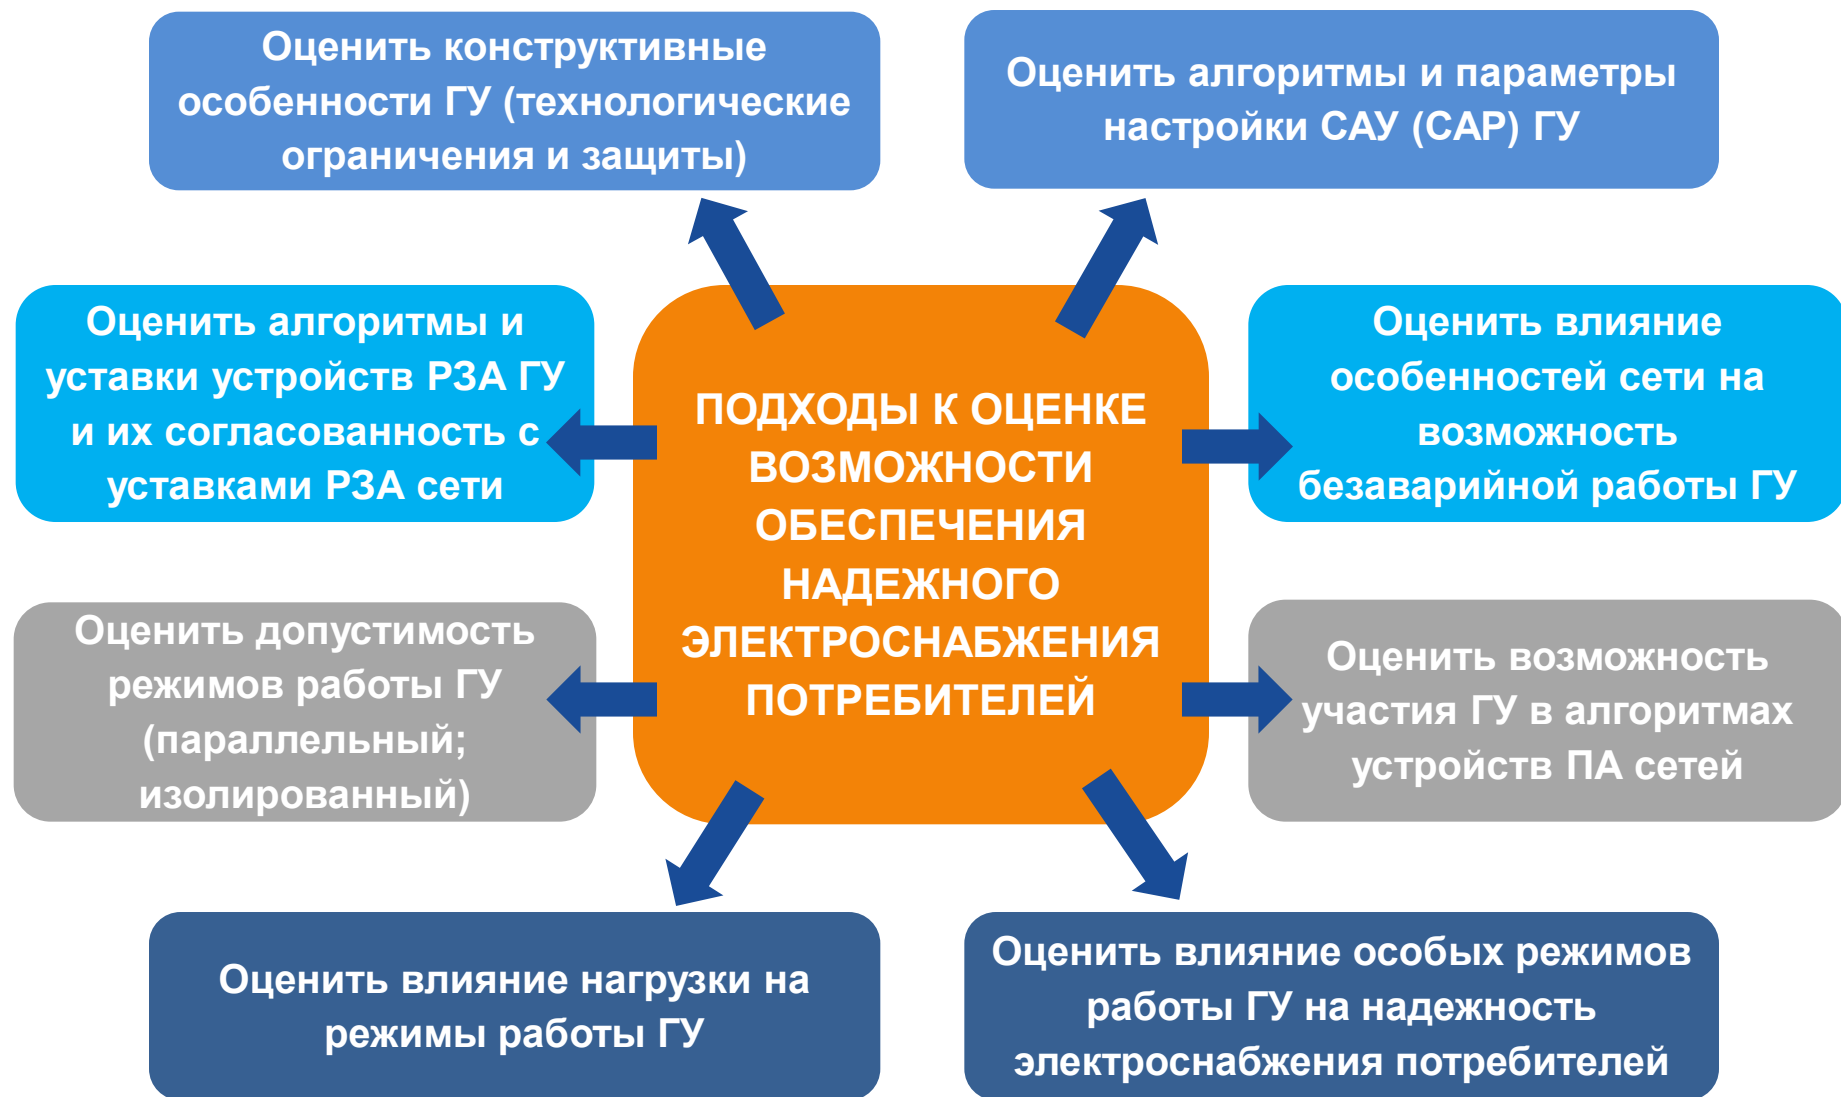 Оценить конструктивные
особенности ГУ (технологические
ограничения и защиты)
Оценить алгоритмы и параметры
настройки САУ (САР) ГУ
Оценить алгоритмы и
уставки устройств РЗА ГУ
и их согласованность с
уставками РЗА сети
ПОДХОДЫ К ОЦЕНКЕ
ВОЗМОЖНОСТИ
ОБЕСПЕЧЕНИЯ
НАДЕЖНОГО
ЭЛЕКТРОСНАБЖЕНИЯ
ПОТРЕБИТЕЛЕЙ
Оценить влияние
особенностей сети на
возможность
безаварийной работы ГУ
Оценить допустимость
режимов работы ГУ
(параллельный;
изолированный)
Оценить возможность
участия ГУ в алгоритмах
устройств ПА сетей
Оценить влияние нагрузки на
режимы работы ГУ
Оценить влияние особых режимов
работы ГУ на надежность
электроснабжения потребителей